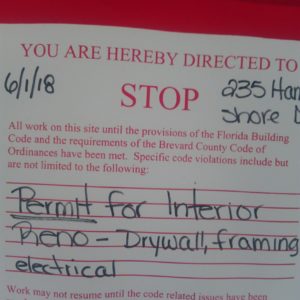 YOU ARE HEREBY DIRECTED TO
6/1/18
STOP
235
shore
All work on this site until the provisions of the Florida Building
Code and the requirements of the Brevard County Code of
Ordinances have been met. Specific code violations include but
are not limited to the following:
Permit for Interior
Reno - Drywall, framing
electrical
Work may not resume until the code related issues have been